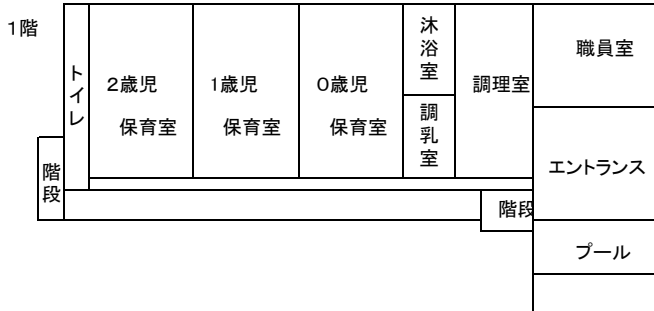 1階
トイレ
2歳児
保育室
1歳児
保育室
0歳児
保育室
沐浴室
調乳室
調理室
職員室
エントランス
プール
階段
階段